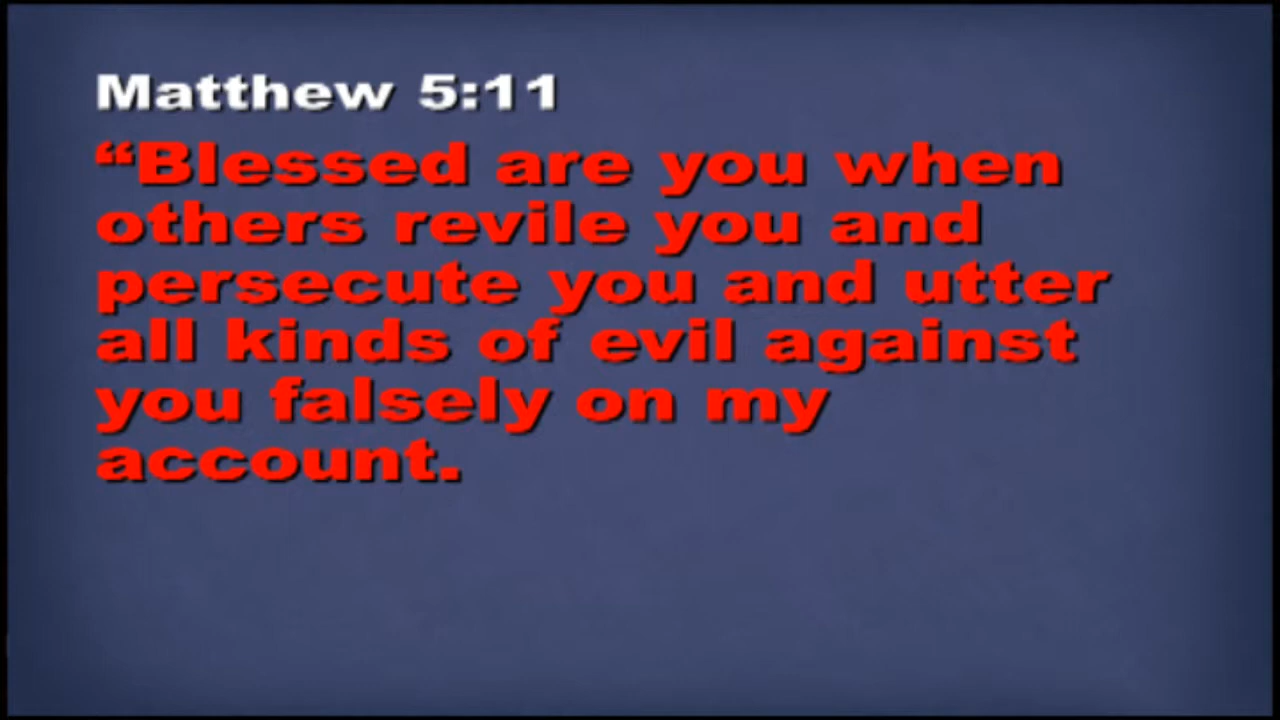 Matthew 5:11
“Blessed are you when
others revile you and
persecute you and utter
all kinds of evil against
you falsely on my
account.